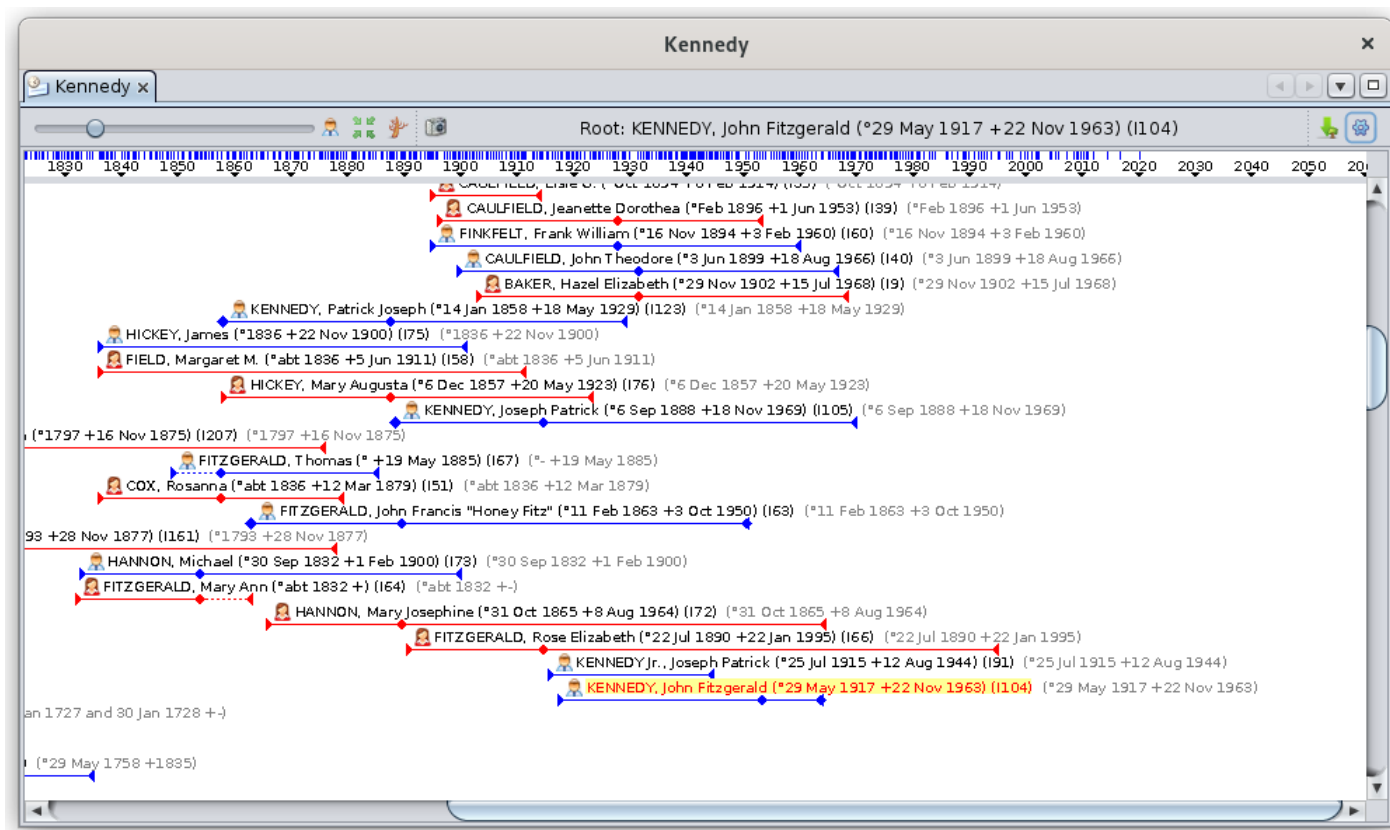 Kennedy
Kennedy
Root: KENNEDY, John Fitzgerald (°29 May 1917 +22 Nov 1963) (I104)
1830 1840 1850 1860 1870 1880 1890 1900 1910 1920 1930 1940 1950 1960 1970 1980 1990 2000 2010 2020 2030 2040 2050 20
CAULFIELD, Elsie (° Oct 1894 +6 Feb 1914) (I35) (° Oct 1894 +6 Feb 1914)
CAULFIELD, Jeanette Dorothea (°Feb 1896 +1 Jun 1953) (I39) (°Feb 1896 +1 Jun 1953)
FINKFELT, Frank William (°16 Nov 1894 +3 Feb 1960) (I60) (°16 Nov 1894 +3 Feb 1960)
CAULFIELD, John Theodore (°3 Jun 1899 +18 Aug 1966) (I40) (°3 Jun 1899 +18 Aug 1966)
BAKER, Hazel Elizabeth (°29 Nov 1902 +15 Jul 1968) (I9) (°29 Nov 1902 +15 Jul 1968)
KENNEDY, Patrick Joseph (°14 Jan 1858 +18 May 1929) (I123) (°14 Jan 1858 +18 May 1929)
HICKEY, James (°1836 +22 Nov 1900) (I75) (°1836 +22 Nov 1900)
FIELD, Margaret M. (°abt 1836 +5 Jun 1911) (I58) (°abt 1836 +5 Jun 1911)
HICKEY, Mary Augusta (°6 Dec 1857 +20 May 1923) (I76) (°6 Dec 1857 +20 May 1923)
KENNEDY, Joseph Patrick (°6 Sep 1888 +18 Nov 1969) (I105) (°6 Sep 1888 +18 Nov 1969)
(°1797 +16 Nov 1875) (I207) (°1797 +16 Nov 1875)
FITZGERALD, Thomas (° +19 May 1885) (I67) (°- +19 May 1885)
COX, Rosanna (°abt 1836 +12 Mar 1879) (I51) (°abt 1836 +12 Mar 1879)
FITZGERALD, John Francis "Honey Fitz" (°11 Feb 1863 +3 Oct 1950) (I63) (°11 Feb 1863 +3 Oct 1950)
93 +28 Nov 1877) (I161) (°1793 +28 Nov 1877)
HANNON, Michael (°30 Sep 1832 +1 Feb 1900) (I73) (°30 Sep 1832 +1 Feb 1900)
FITZGERALD, Mary Ann (°abt 1832 +) (I64) (°abt 1832 +-)
HANNON, Mary Josephine (°31 Oct 1865 +8 Aug 1964) (I72) (°31 Oct 1865 +8 Aug 1964)
FITZGERALD, Rose Elizabeth (°22 Jul 1890 +22 Jan 1995) (I66) (°22 Jul 1890 +22 Jan 1995)
KENNEDY Jr., Joseph Patrick (°25 Jul 1915 +12 Aug 1944) (I91) (°25 Jul 1915 +12 Aug 1944)
KENNEDY, John Fitzgerald (°29 May 1917 +22 Nov 1963) (I104) (°29 May 1917 +22 Nov 1963)
an 1727 and 30 Jan 1728 +-)
(°29 May 1758 +1835)